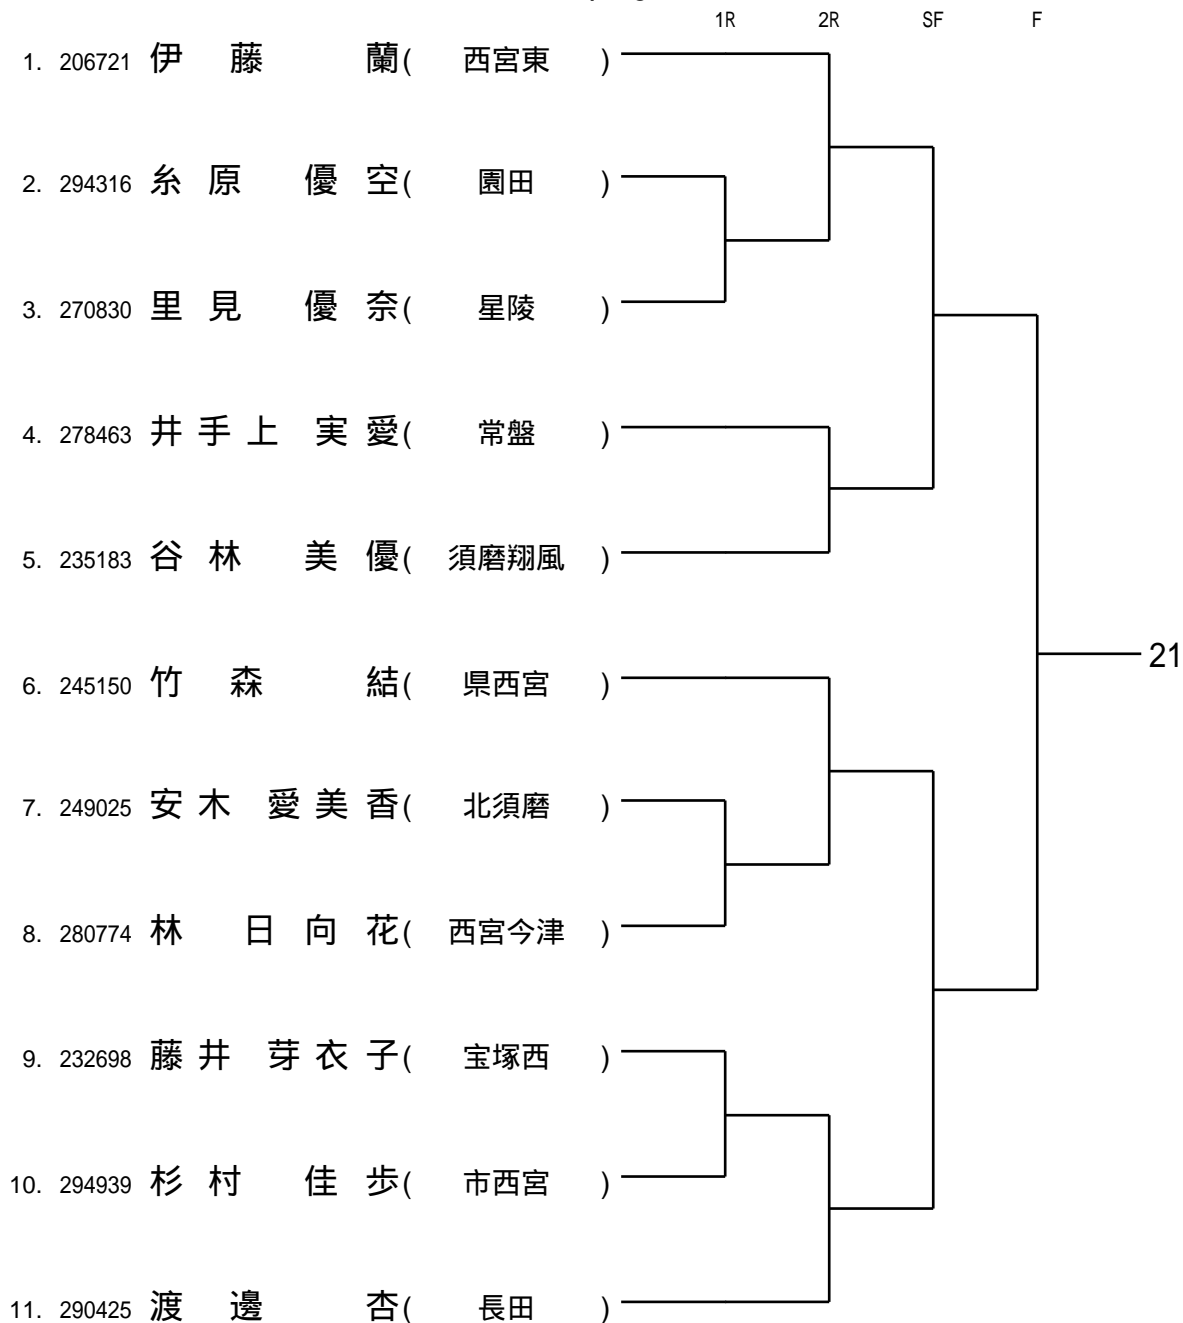 1R 2R SF F
1. 206721 伊藤 蘭( 西宮東 )
2. 294316 糸原 優空( 園田 )
3. 270830 里見 優奈( 星陵 )
4. 278463 井手上 実愛( 常盤 )
5. 235183 谷林 美優( 須磨翔風 )
21
6. 245150 竹森 結( 県西宮 )
7. 249025 安木 愛美香( 北須磨 )
8. 280774 林 日向花( 西宮今津 )
9. 232698 藤井 芽衣子( 宝塚西 )
10. 294939 杉村 佳歩( 市西宮 )
11. 290425 渡邊 杏( 長田 )